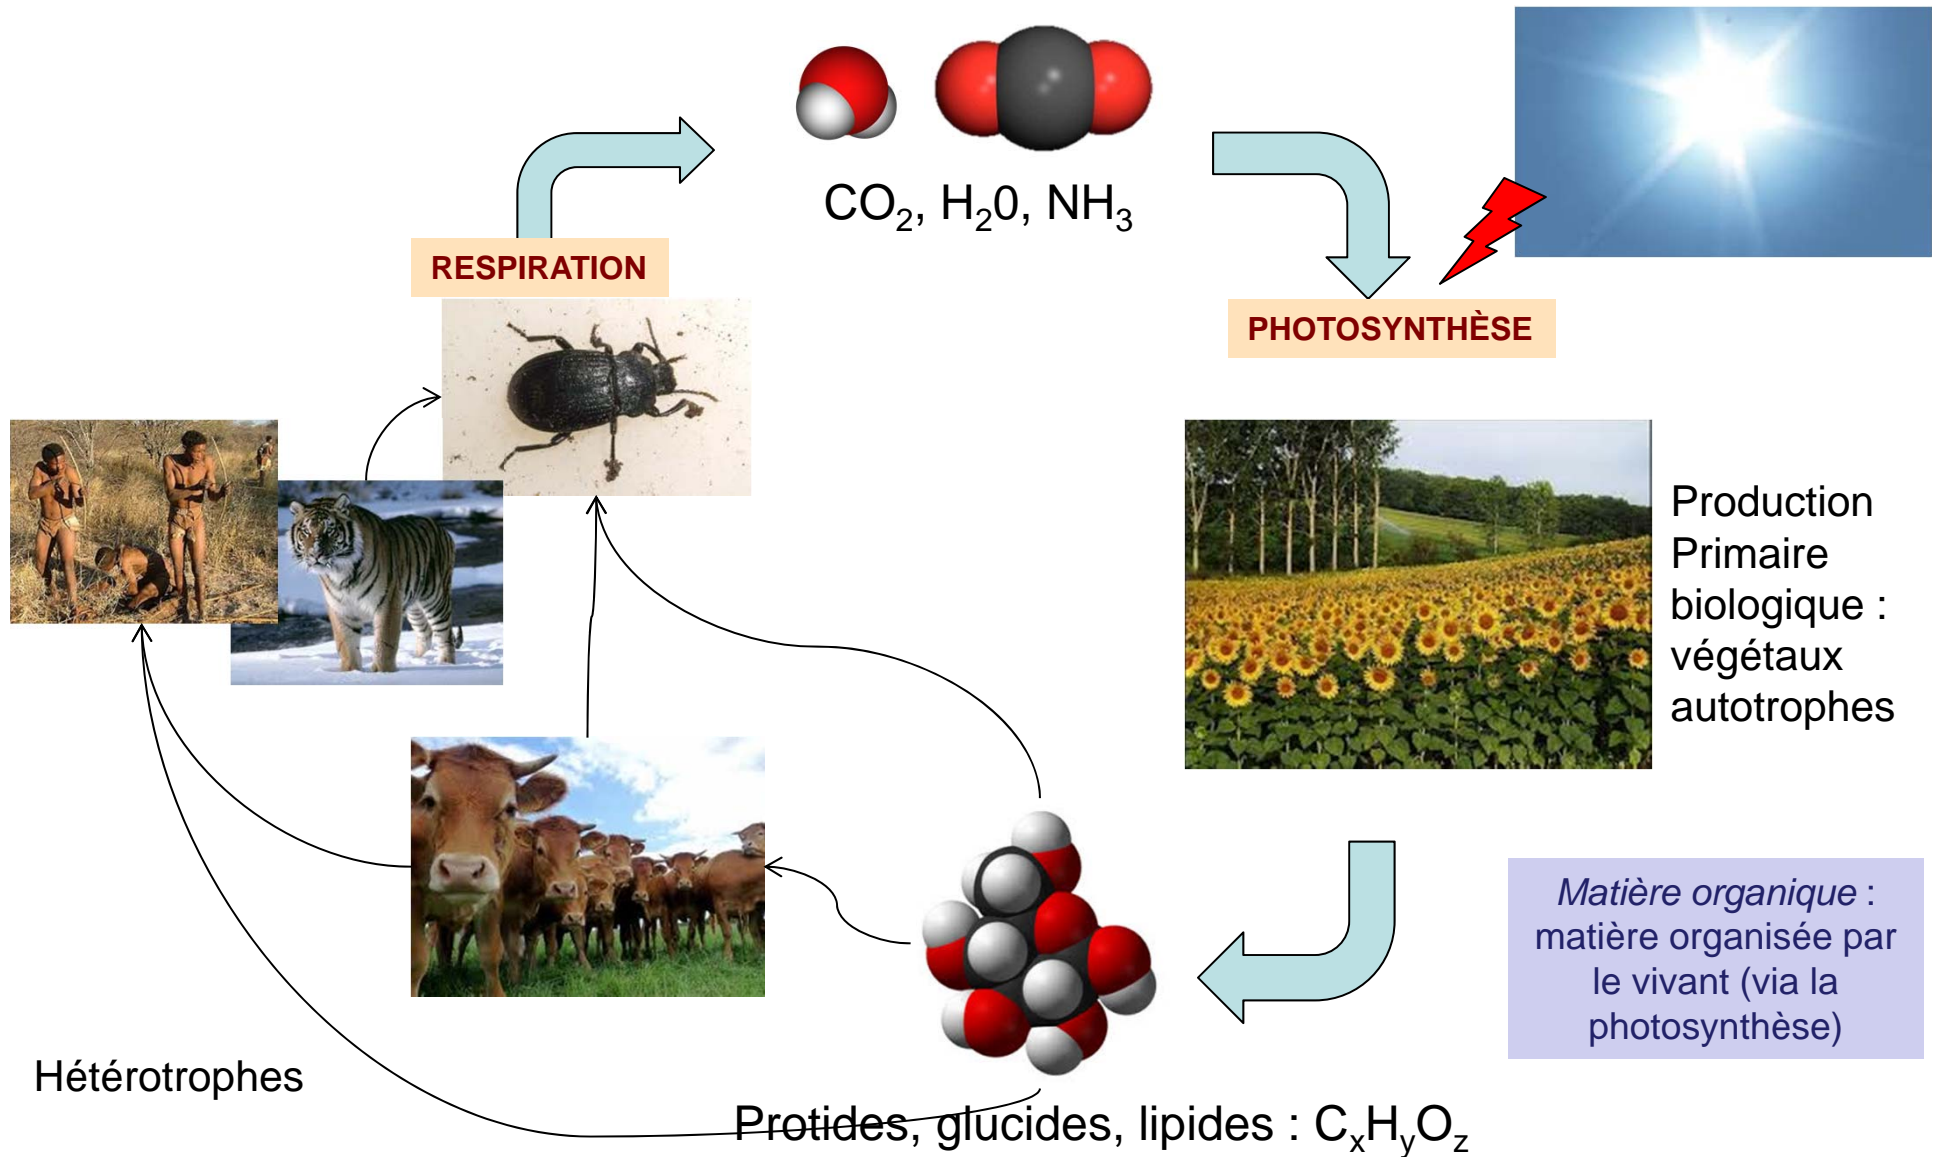 CO₂, H₂0, NH₃
RESPIRATION
PHOTOSYNTHÈSE
Production
Primaire
biologique :
végétaux
autotrophes
Matière organique :
matière organisée par
le vivant (via la
photosynthèse)
Hétérotrophes
Protides, glucides, lipides : CₓHᵧO₂